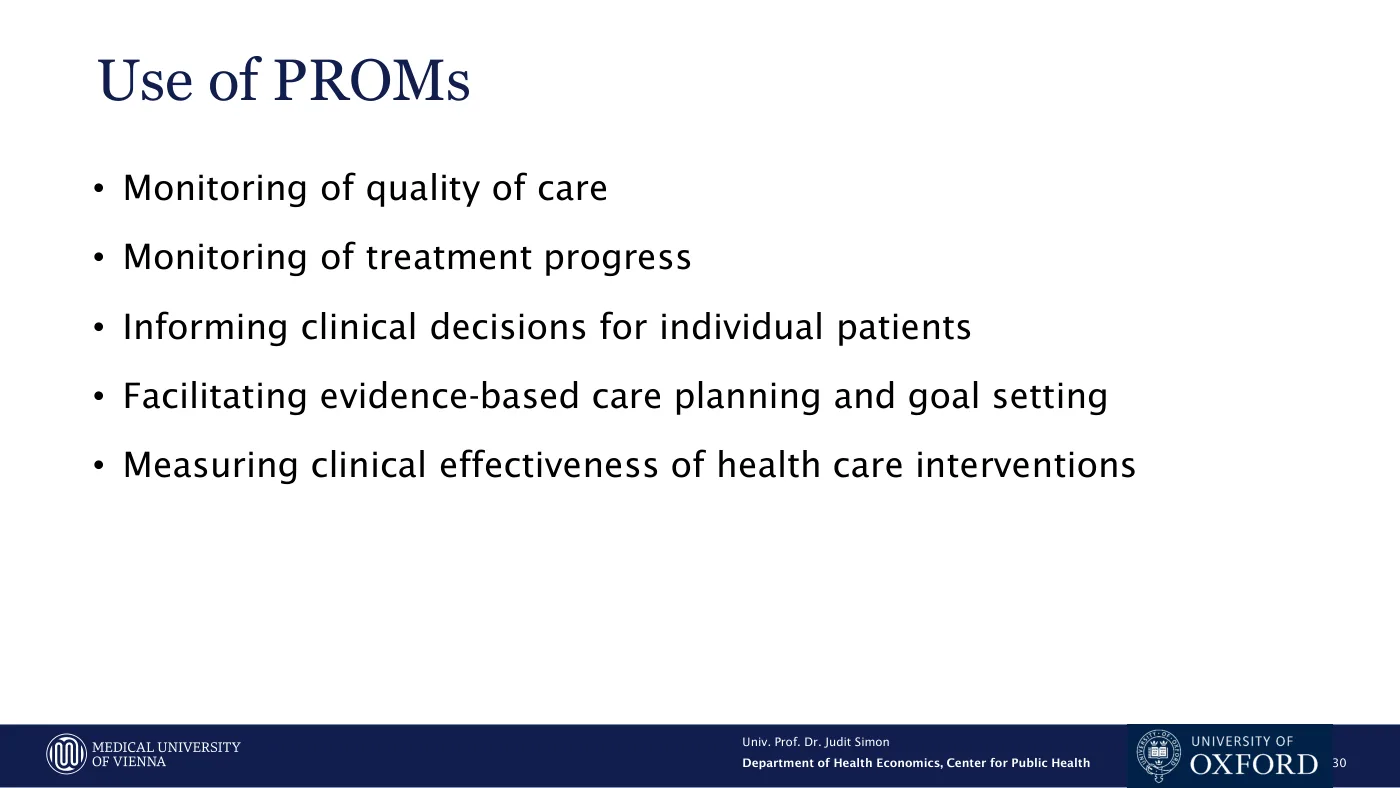 Use of PROMs
• Monitoring of quality of care
• Monitoring of treatment progress
• Informing clinical decisions for individual patients
• Facilitating evidence-based care planning and goal setting
• Measuring clinical effectiveness of health care interventions
MEDICAL UNIVERSITY
OF VIENNA
Univ. Prof. Dr. Judit Simon
Department of Health Economics, Center for Public Health
UNIVERSITY OF
OXFORD
30